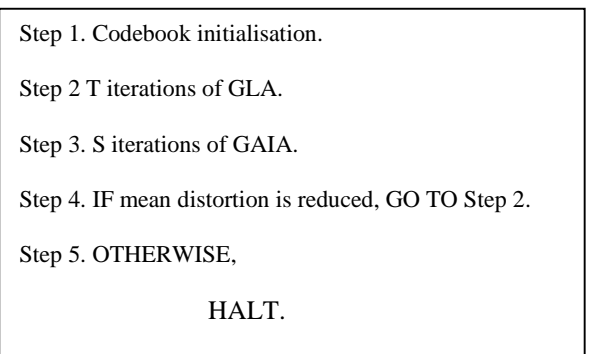 Step 1. Codebook initialisation.
Step 2 T iterations of GLA.
Step 3. S iterations of GAIA.
Step 4. IF mean distortion is reduced, GO TO Step 2.
Step 5. OTHERWISE,
HALT.